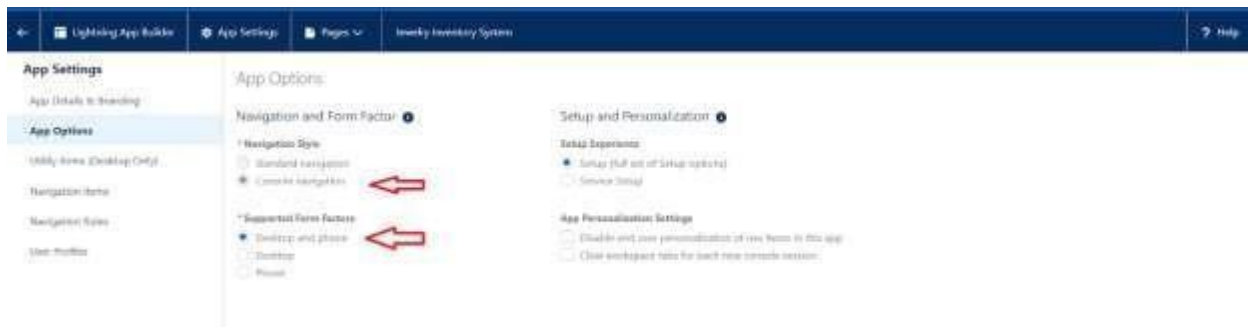 Lightning App Builder
App Settings
Pages
Jewelry Inventory System
? Help
App Settings
App Details & Branding
App Options
Utility Items (Desktop Only)
Navigation Items
Navigation Rules
User Profiles
App Options
Navigation and Form Factor
* Navigation Style
Standard navigation
Console navigation
* Supported Form Factors
Desktop and phone
Desktop
Phone
Setup and Personalization
Setup Experience
Setup (full set of Setup options)
Service Setup
App Personalization Settings
Disable end user personalization of nav items in this app
Clear workspace tabs for each new console session